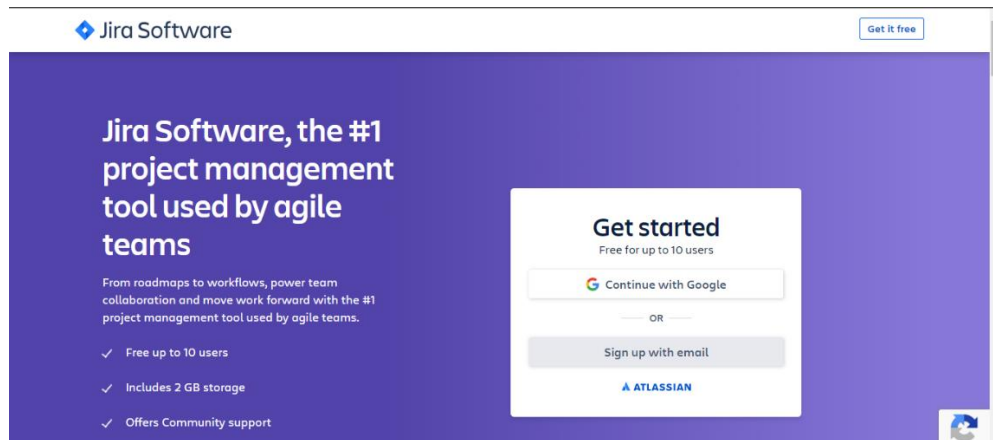 Jira Software
Get it free
Jira Software, the #1
project management
tool used by agile
teams
From roadmaps to workflows, power team
collaboration and move work forward with the #1
project management tool used by agile teams.
Free up to 10 users
Includes 2 GB storage
Offers Community support
Get started
Free for up to 10 users
Continue with Google
OR
Sign up with email
ATLASSIAN